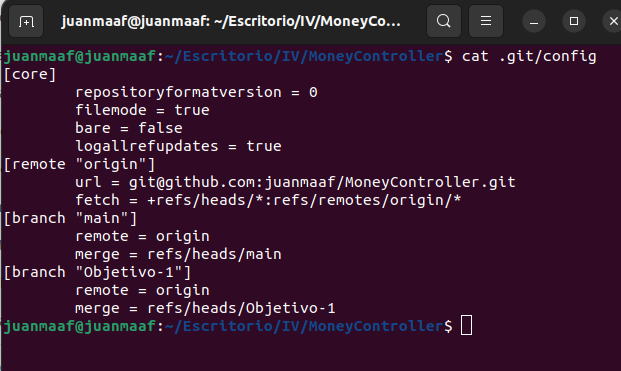 juanmaaf@juanmaaf: ~/Escritorio/IV/MoneyCo...
juanmaaf@juanmaaf:~/Escritorio/IV/MoneyController$ cat .git/config
[core]
        repositoryformatversion = 0
        filemode = true
        bare = false
        logallrefupdates = true
[remote "origin"]
        url = git@github.com:juanmaaf/MoneyController.git
        fetch = +refs/heads/*:refs/remotes/origin/*
[branch "main"]
        remote = origin
        merge = refs/heads/main
[branch "Objetivo-1"]
        remote = origin
        merge = refs/heads/Objetivo-1
juanmaaf@juanmaaf:~/Escritorio/IV/MoneyController$